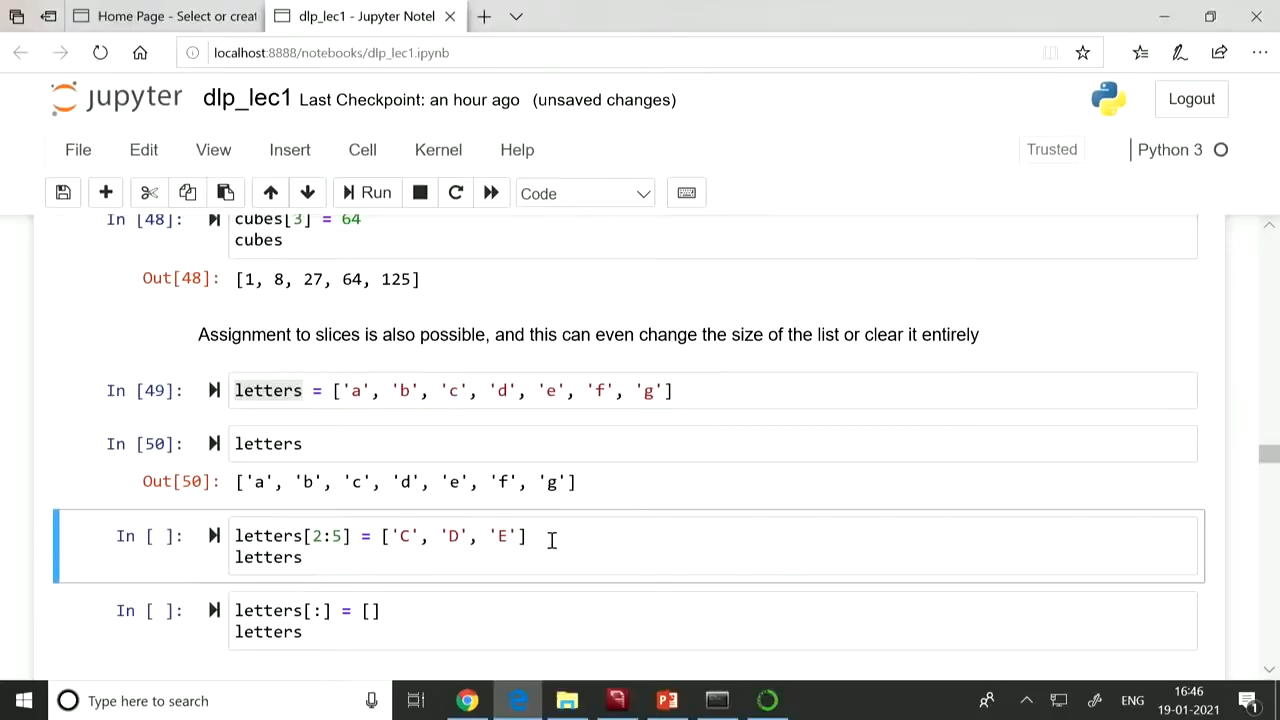 Home Page - Select or creat
dlp_lec1 - Jupyter Notel
localhost:8888/notebooks/dlp_lec1.ipynb
jupyter dlp_lec1 Last Checkpoint: an hour ago (unsaved changes)
Logout
File Edit View Insert Cell Kernel Help
Trusted
Python 3
Run
Code
In [48]: cubes[3] = 64
cubes
Out[48]: [1, 8, 27, 64, 125]
Assignment to slices is also possible, and this can even change the size of the list or clear it entirely
In [49]: letters = ['a', 'b', 'c', 'd', 'e', 'f', 'g']
In [50]: letters
Out[50]: ['a', 'b', 'c', 'd', 'e', 'f', 'g']
In [ ]: letters[2:5] = ['C', 'D', 'E']
letters
In [ ]: letters[:] = []
letters
Type here to search
ENG
16:46
19-01-2021
1